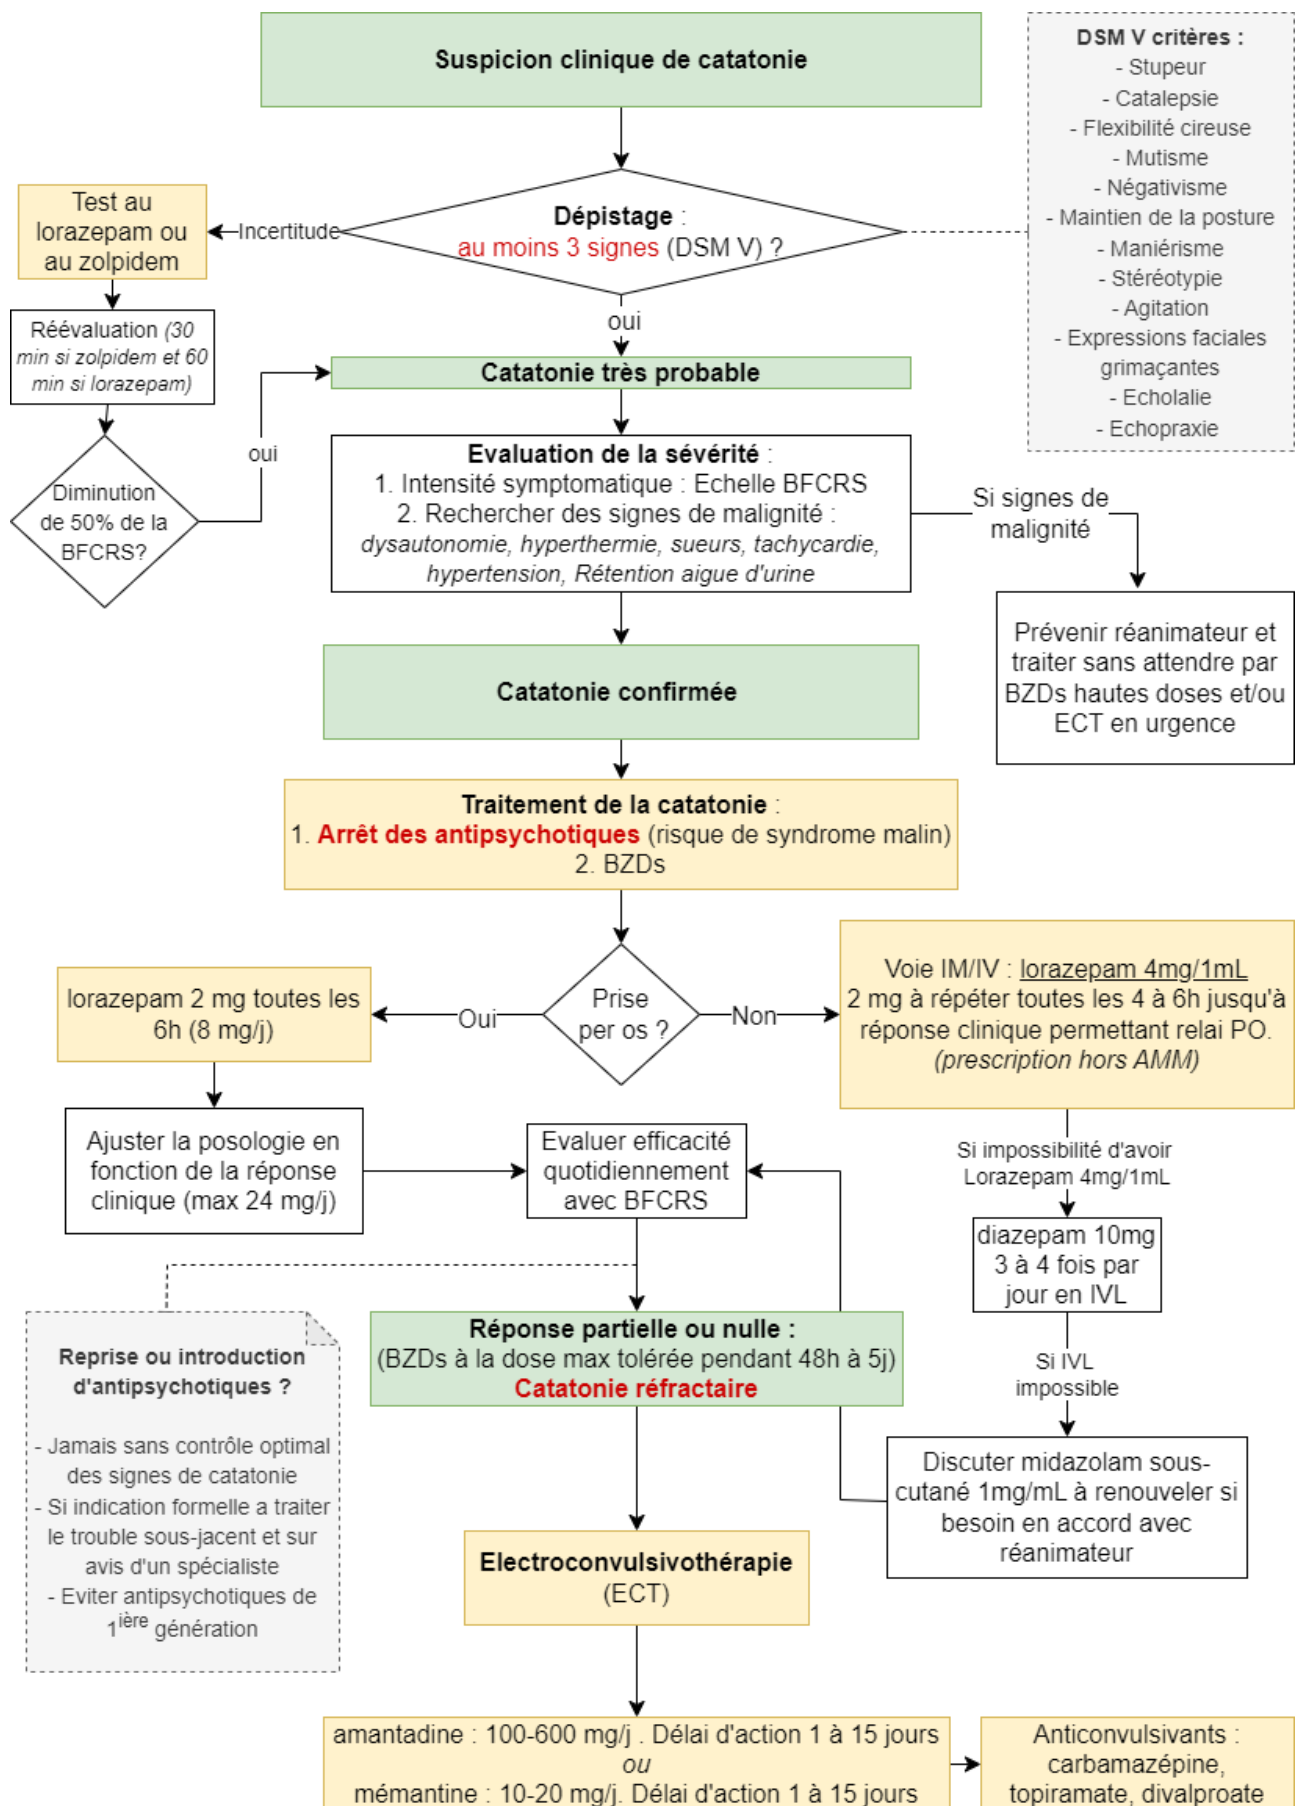 Suspicion clinique de catatonie
DSM V critères :
- Stupeur
- Catalepsie
- Flexibilité cireuse
- Mutisme
- Négativisme
- Maintien de la posture
- Maniérisme
- Stéréotypie
- Agitation
- Expressions faciales
grimaçantes
- Echolalie
- Echopraxie
Dépistage :
au moins 3 signes (DSM V) ?
Incertitude
Test au
lorazepam ou
au zolpidem
Réévaluation (30
min si zolpidem et 60
min si lorazepam)
Diminution
de 50% de la
BFCRS?
oui
oui
Catatonie très probable
Evaluation de la sévérité :
1. Intensité symptomatique : Echelle BFCRS
2. Rechercher des signes de malignité :
dysautonomie, hyperthermie, sueurs, tachycardie,
hypertension, Rétention aigue d'urine
Si signes de
malignité
Prévenir réanimateur et
traiter sans attendre par
BZDs hautes doses et/ou
ECT en urgence
Catatonie confirmée
Traitement de la catatonie :
1. Arrêt des antipsychotiques (risque de syndrome malin)
2. BZDs
Prise
per os ?
Oui
lorazepam 2 mg toutes les
6h (8 mg/j)
Non
Voie IM/IV : lorazepam 4mg/1mL
2 mg à répéter toutes les 4 à 6h jusqu'à
réponse clinique permettant relai PO.
(prescription hors AMM)
Ajuster la posologie en
fonction de la réponse
clinique (max 24 mg/j)
Evaluer efficacité
quotidiennement
avec BFCRS
Si impossibilité d'avoir
Lorazepam 4mg/1mL
diazepam 10mg
3 à 4 fois par
jour en IVL
Si IVL
impossible
Discuter midazolam sous-
cutané 1mg/mL à renouveler si
besoin en accord avec
réanimateur
Réponse partielle ou nulle :
(BZDs à la dose max tolérée pendant 48h à 5j)
Catatonie réfractaire
Reprise ou introduction
d'antipsychotiques ?
- Jamais sans contrôle optimal
des signes de catatonie
- Si indication formelle a traiter
le trouble sous-jacent et sur
avis d'un spécialiste
- Eviter antipsychotiques de
1ière génération
Electroconvulsivothérapie
(ECT)
amantadine : 100-600 mg/j . Délai d'action 1 à 15 jours
ou
mémantine : 10-20 mg/j. Délai d'action 1 à 15 jours
Anticonvulsivants :
carbamazépine,
topiramate, divalproate